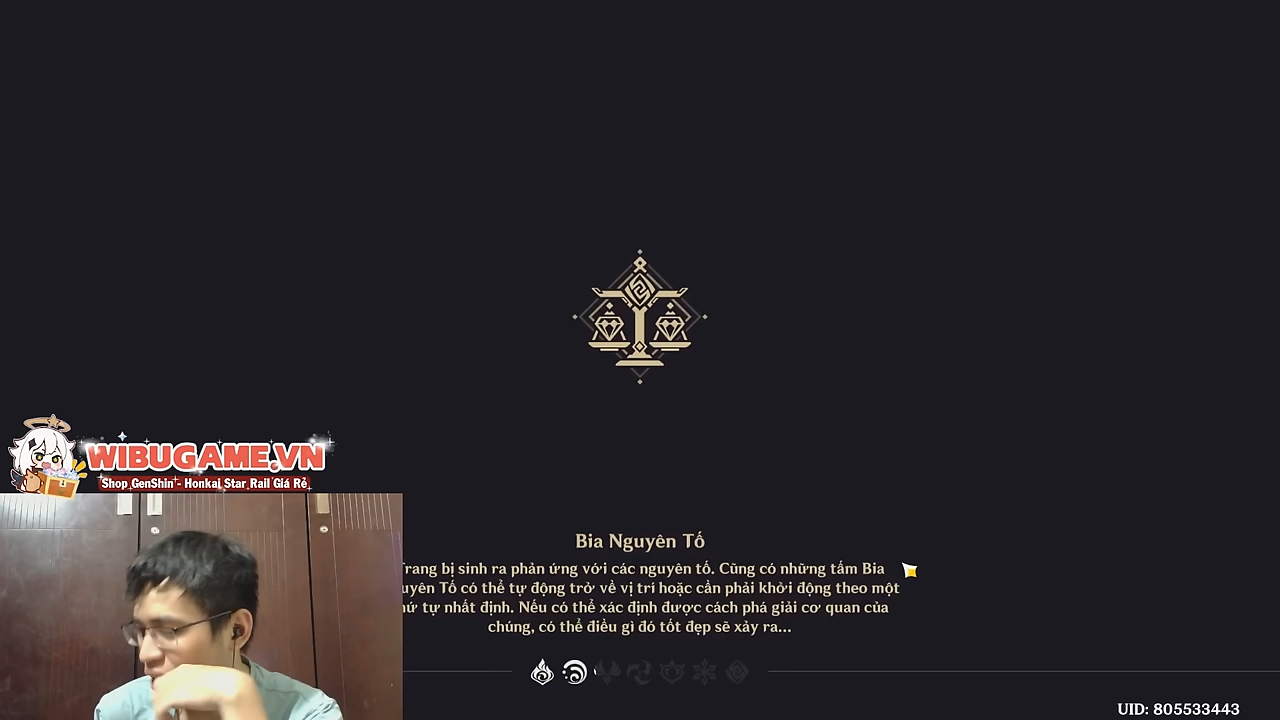 WIBUGAME.VN
Shop GenShin - Honkai Star Rail Giá Rẻ
Bia Nguyên Tố
Trang bị sinh ra phản ứng với các nguyên tố. Cũng có những tấm Bia
uyên Tố có thể tự động trở về vị trí hoặc cần phải khởi động theo một
ứ tự nhất định. Nếu có thể xác định được cách phá giải cơ quan của
chúng, có thể điều gì đó tốt đẹp sẽ xảy ra...
UID: 805533443